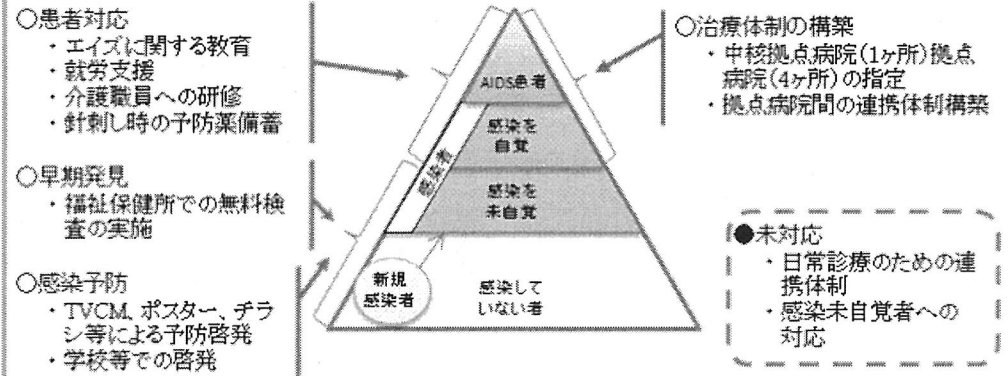 ○患者対応
・エイズに関する教育
・就労支援
・介護職員への研修
・針刺し時の予防薬備蓄
○早期発見
・福祉保健所での無料検
査の実施
○感染予防
・TVCM、ポスター、チラ
シ等による予防啓発
・学校等での啓発
AIDS患者
感染者
感染を
自覚
感染を
未自覚
新規
感染者
感染して
いない者
○治療体制の構築
・中核拠点病院(1ヶ所)拠点
病院(4ヶ所)の指定
・拠点病院間の連携体制構築
●未対応
・日常診療のための連
携体制
・感染未自覚者への
対応